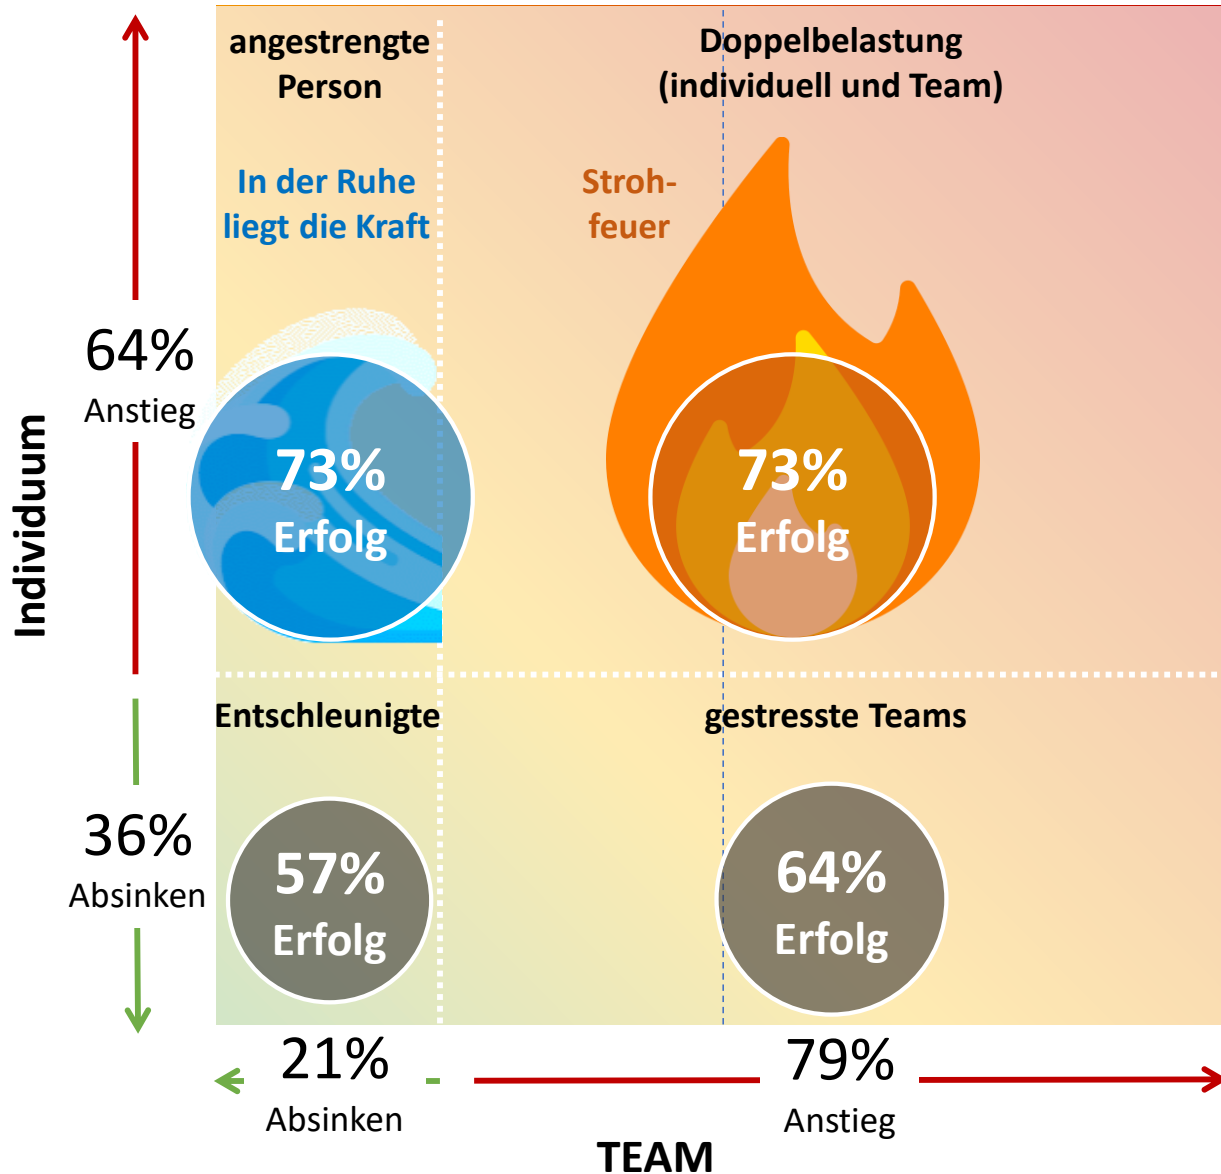 angestrengte
Person
Doppelbelastung
(individuell und Team)
In der Ruhe
liegt die Kraft
Stroh-
feuer
64%
Anstieg
Individuum
73%
Erfolg
73%
Erfolg
Entschleunigte
gestresste Teams
36%
Absinken
57%
Erfolg
64%
Erfolg
21%
Absinken
79%
Anstieg
TEAM